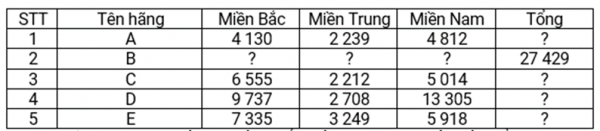 STT Tên hãng Miền Bắc Miền Trung Miền Nam Tổng
1 A 4 130 2 239 4 812 ?
2 B ? ? ? 27 429
3 C 6 555 2 212 5 014 ?
4 D 9 737 2 708 13 305 ?
5 E 7 335 3 249 5 918 ?